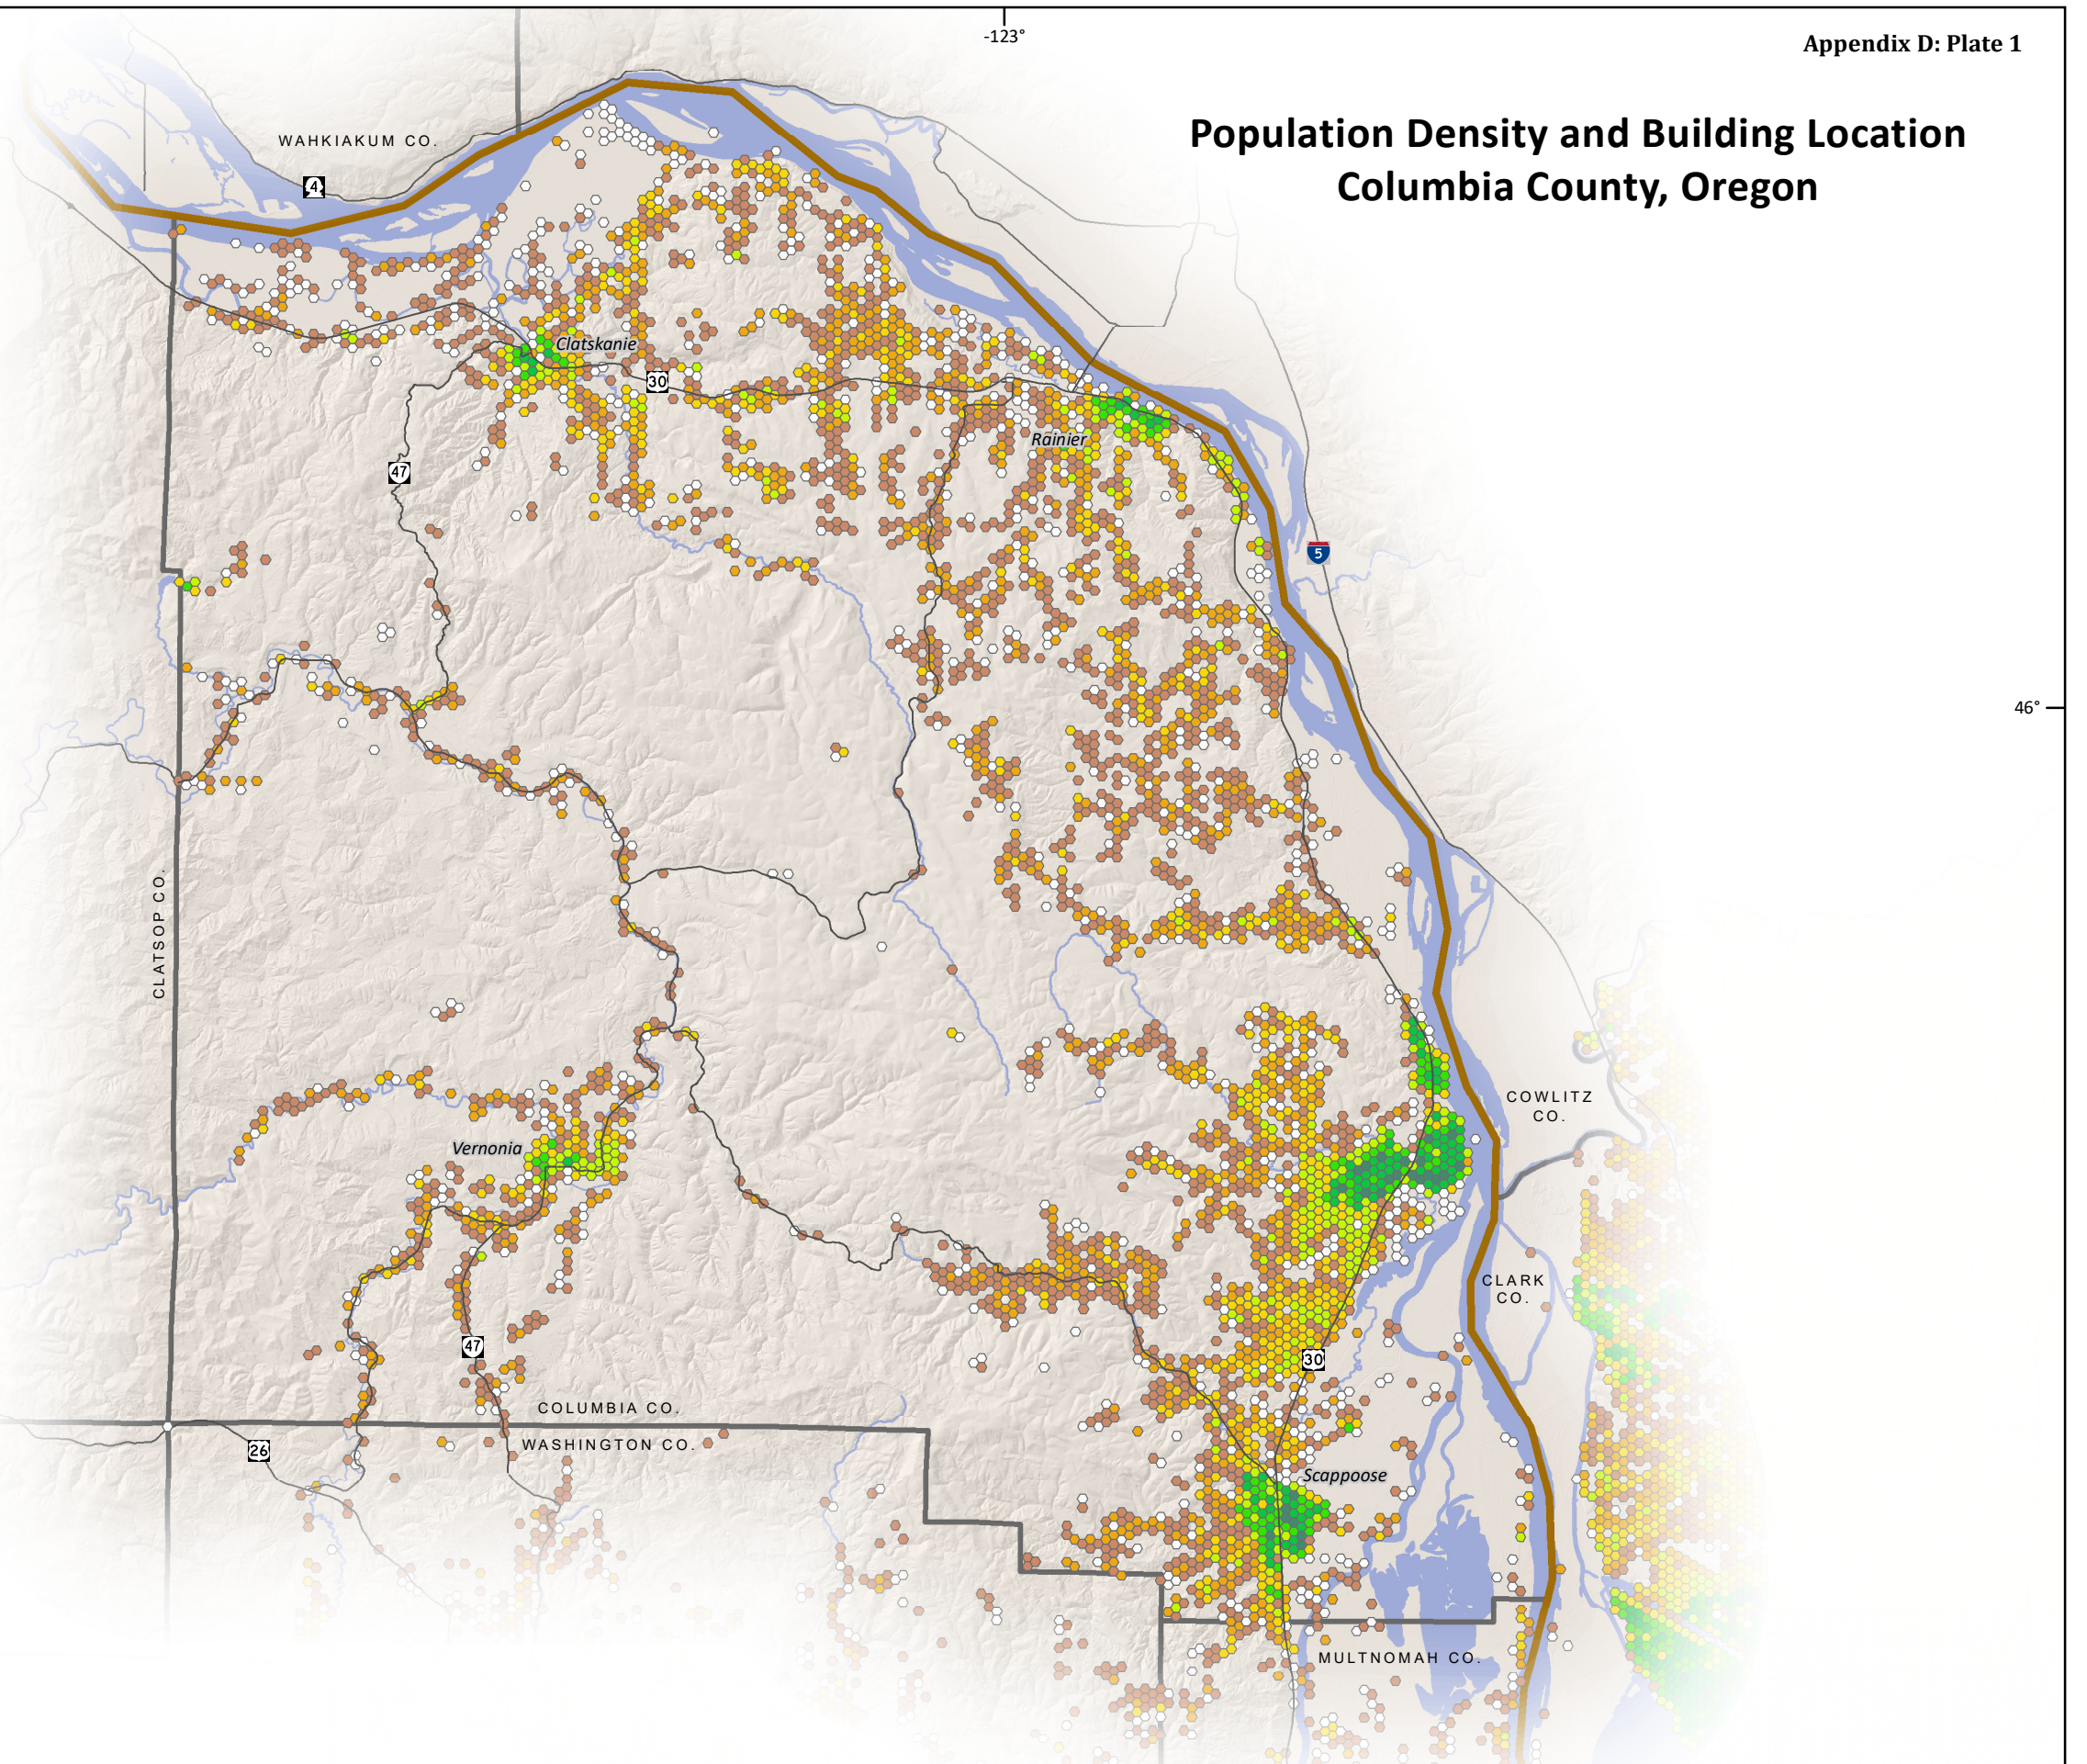 -123°
Appendix D: Plate 1
Population Density and Building Location
Columbia County, Oregon
WAHKIAKUM CO.
4
Clatskanie
30
Rainier
47
5
46°
CLATSOP CO.
COWLITZ
CO.
Vernonia
CLARK
CO.
47
30
COLUMBIA CO.
WASHINGTON CO.
26
Scappoose
MULTNOMAH CO.